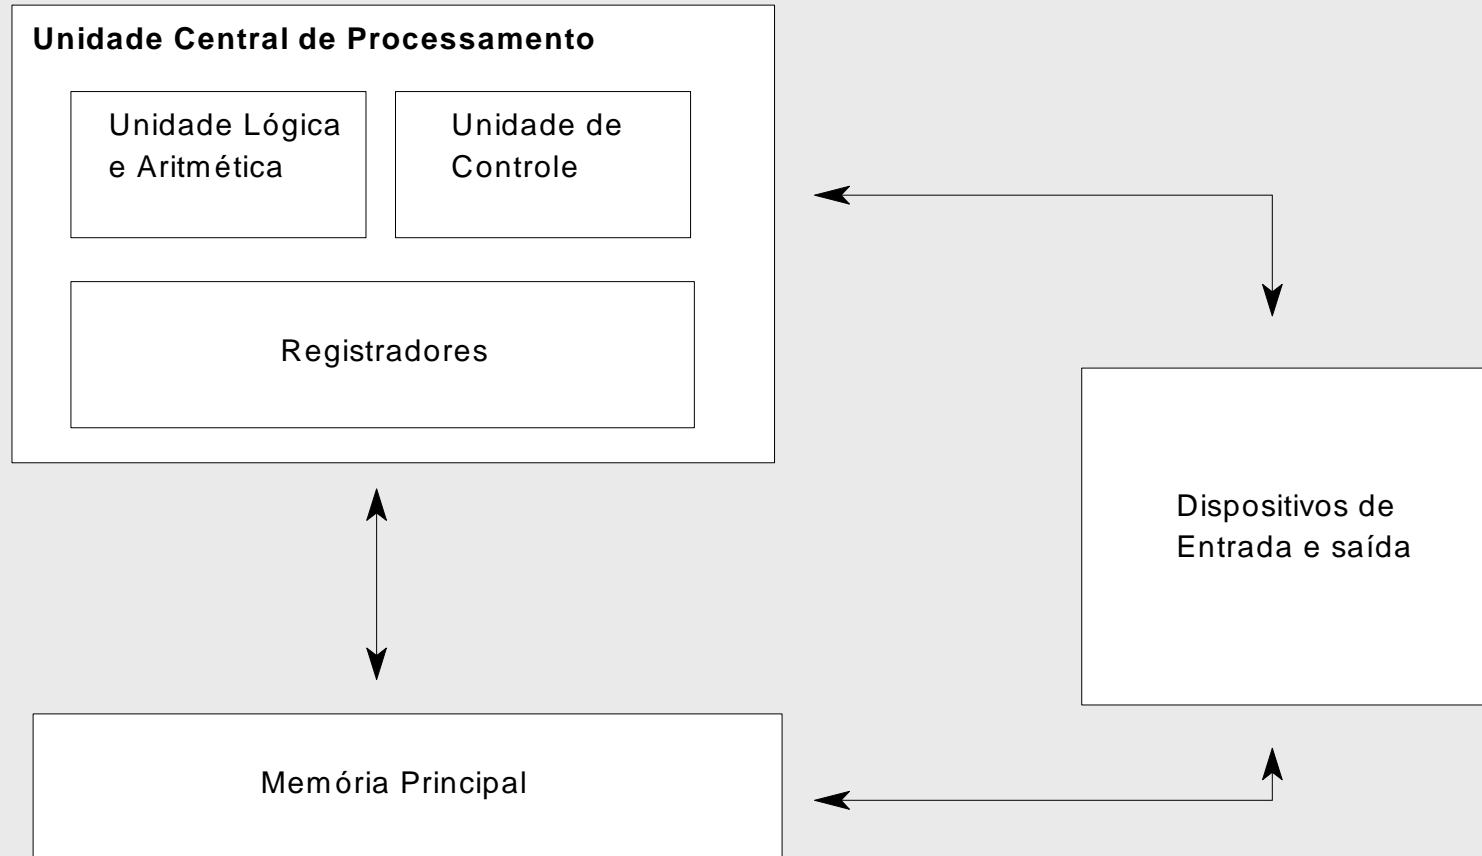 Unidade Central de Processamento
Unidade Lógica
e Aritmética
Unidade de
Controle
Registradores
Dispositivos de
Entrada e saída
Memória Principal